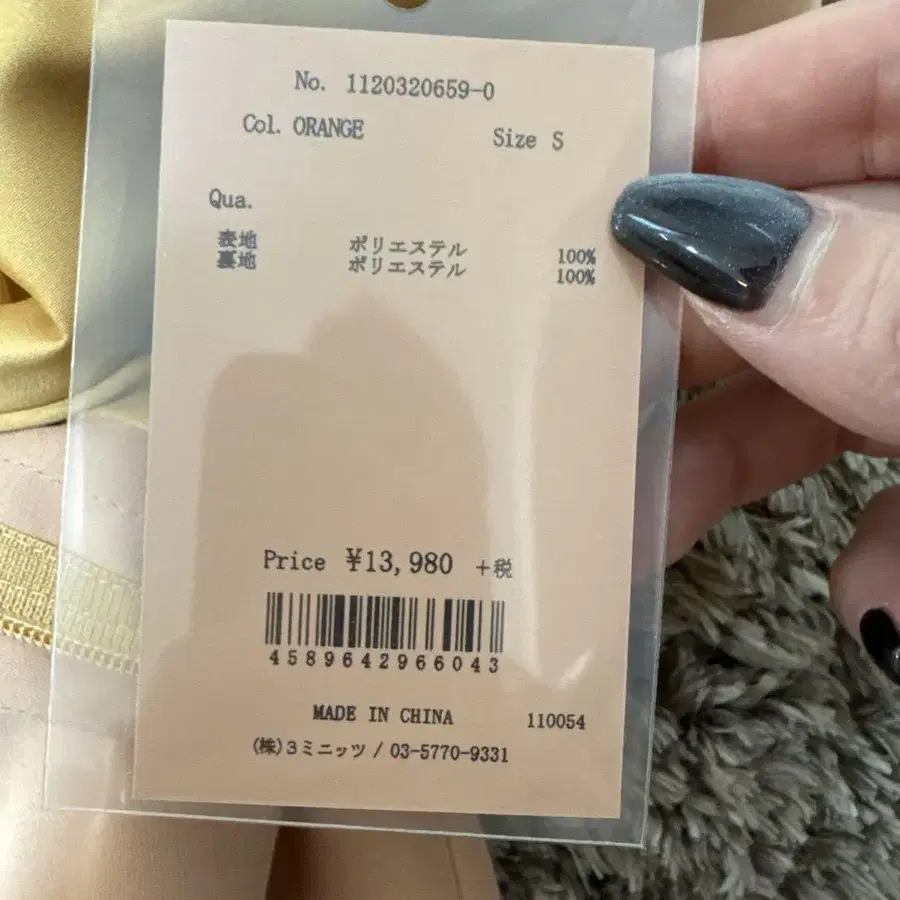 No. 1120320659-0
Col. ORANGE Size S
Qua.
表地 ポリエステル 100%
裏地 ポリエステル 100%
Price ¥13,980 +税
4589642966043
MADE IN CHINA 110054
(株)3ミニッツ / 03-5770-9331